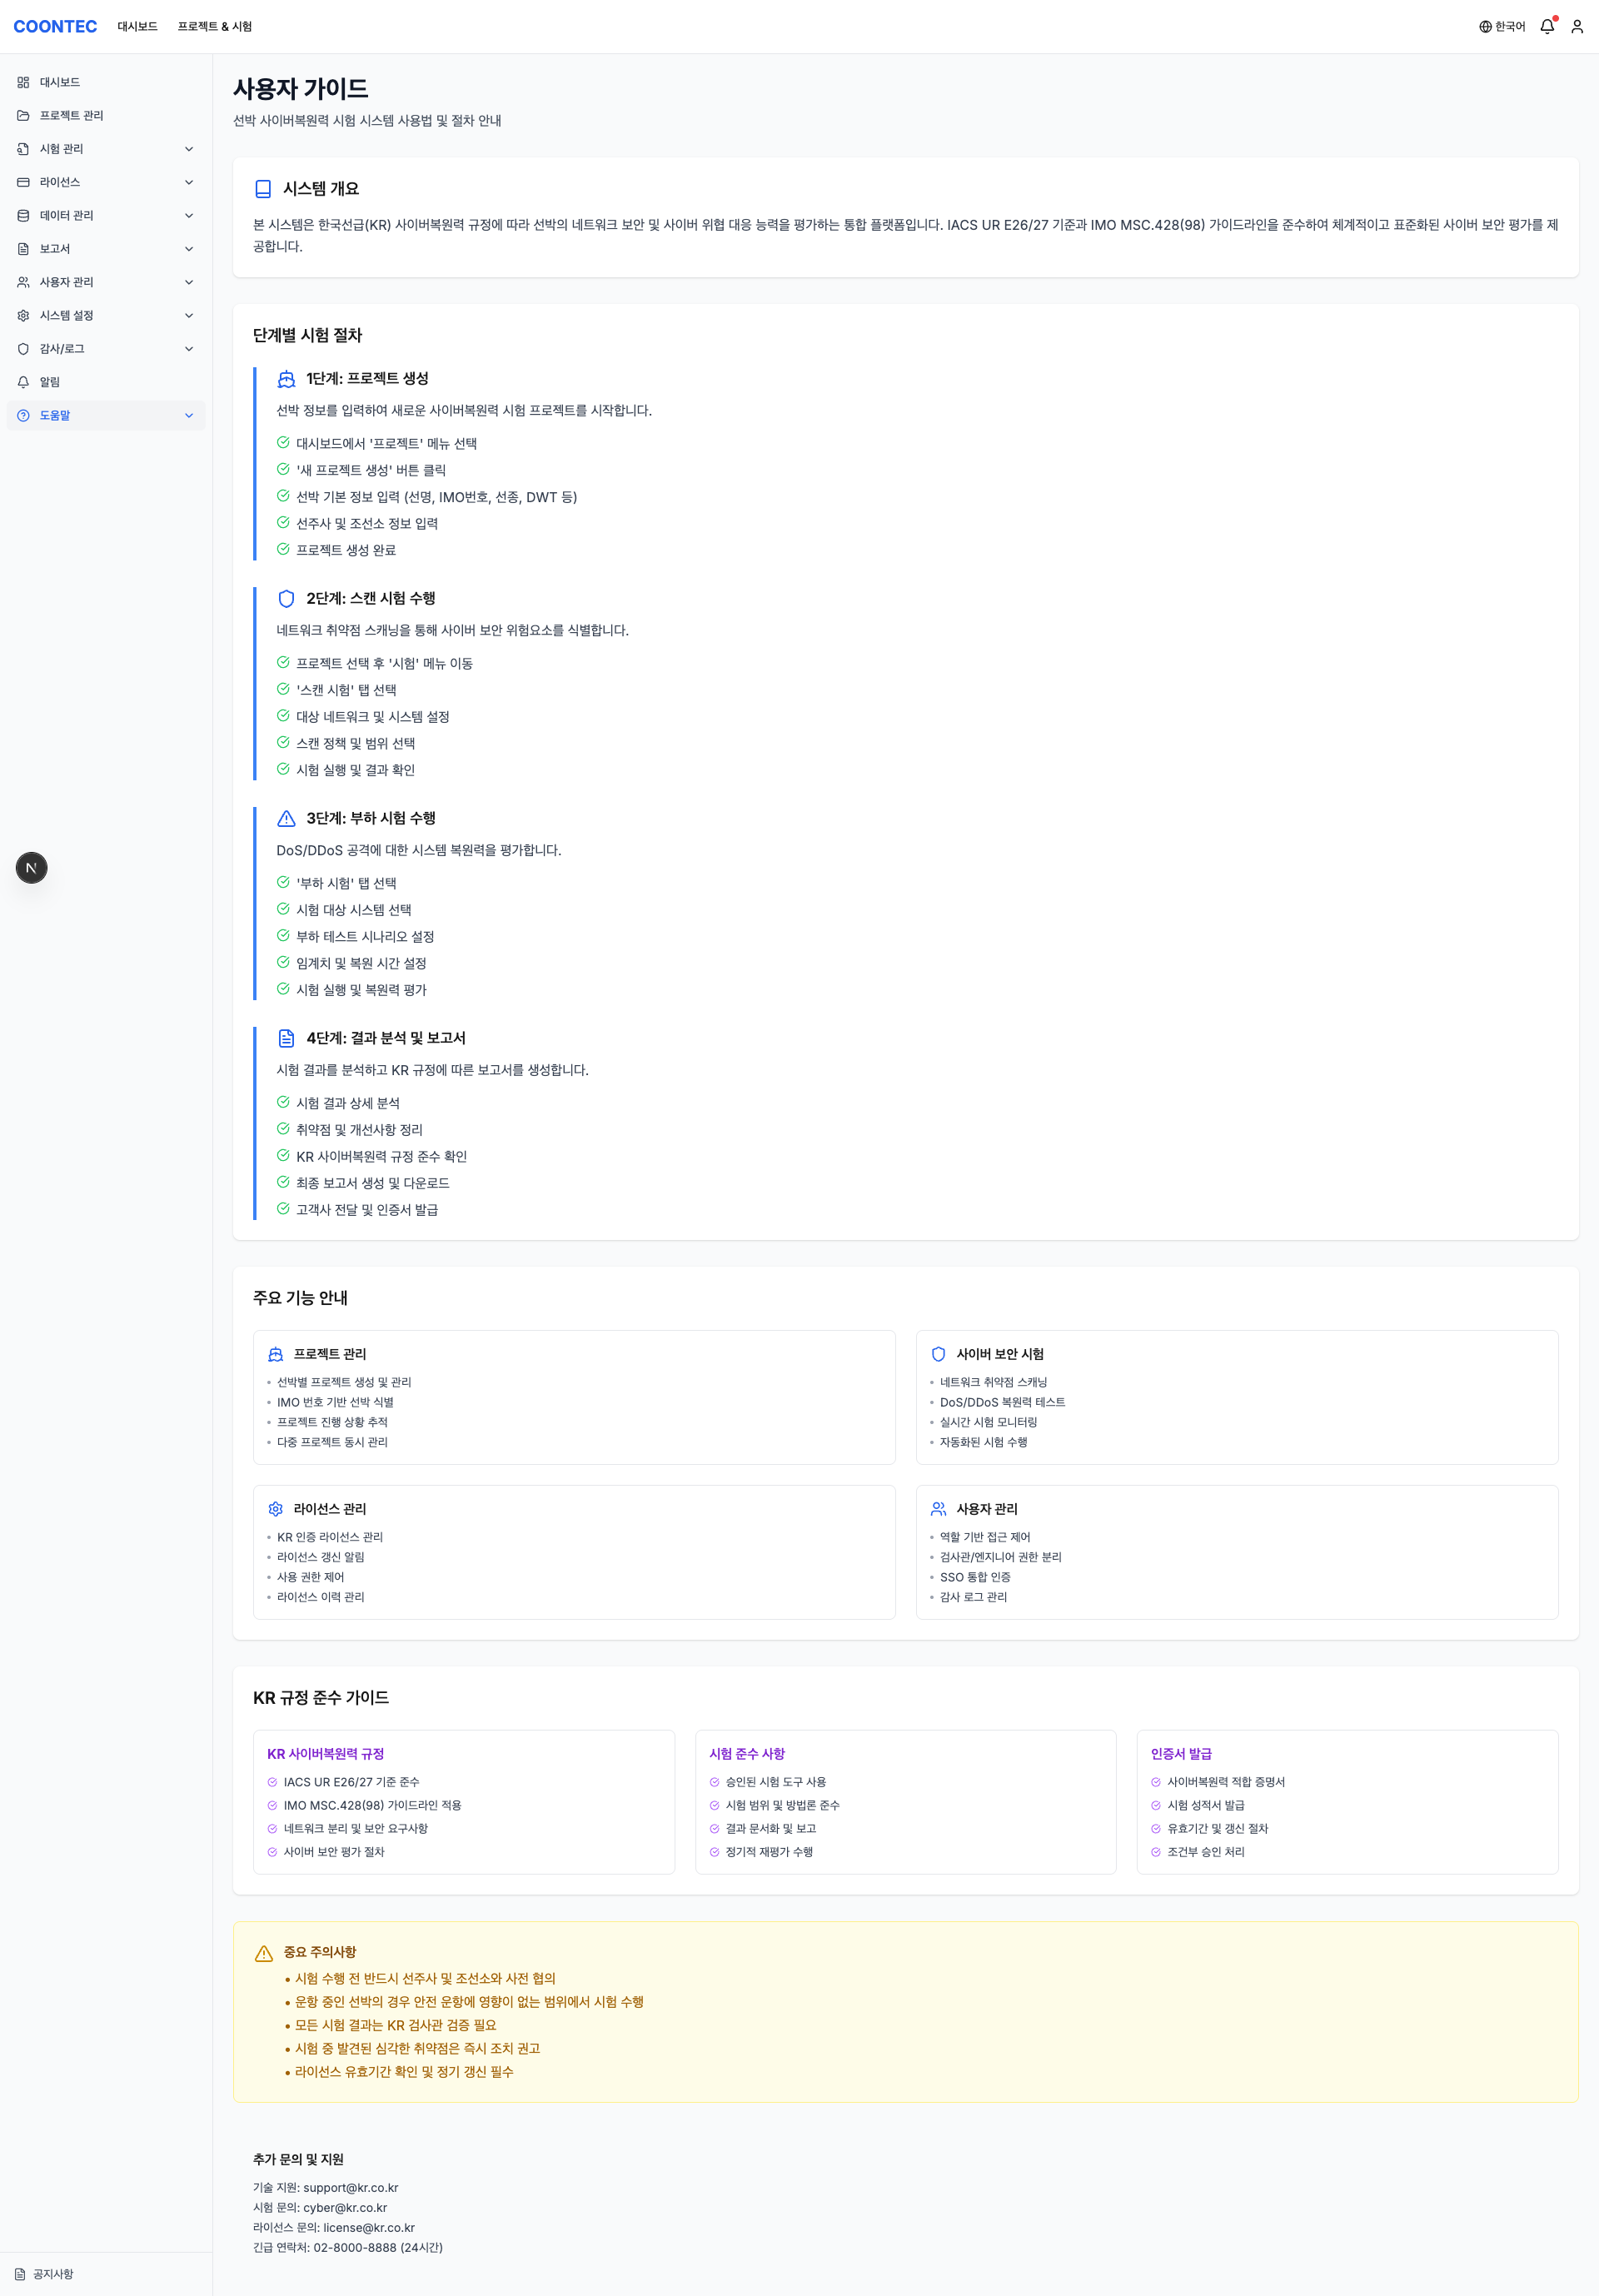 COONTEC
대시보드
프로젝트 & 시험
한국어
대시보드
프로젝트 관리
시험 관리
라이선스
데이터 관리
보고서
사용자 관리
시스템 설정
감사/로그
알림
도움말
N
공지사항
사용자 가이드
선박 사이버복원력 시험 시스템 사용법 및 절차 안내
시스템 개요
본 시스템은 한국선급(KR) 사이버복원력 규정에 따라 선박의 네트워크 보안 및 사이버 위협 대응 능력을 평가하는 통합 플랫폼입니다. IACS UR E26/27 기준과 IMO MSC.428(98) 가이드라인을 준수하여 체계적이고 표준화된 사이버 보안 평가를 제
공합니다.
단계별 시험 절차
1단계: 프로젝트 생성
선박 정보를 입력하여 새로운 사이버복원력 시험 프로젝트를 시작합니다.
대시보드에서 '프로젝트' 메뉴 선택
'새 프로젝트 생성' 버튼 클릭
선박 기본 정보 입력 (선명, IMO번호, 선종, DWT 등)
선주사 및 조선소 정보 입력
프로젝트 생성 완료
2단계: 스캔 시험 수행
네트워크 취약점 스캐닝을 통해 사이버 보안 위험요소를 식별합니다.
프로젝트 선택 후 '시험' 메뉴 이동
'스캔 시험' 탭 선택
대상 네트워크 및 시스템 설정
스캔 정책 및 범위 선택
시험 실행 및 결과 확인
3단계: 부하 시험 수행
DoS/DDoS 공격에 대한 시스템 복원력을 평가합니다.
'부하 시험' 탭 선택
시험 대상 시스템 선택
부하 테스트 시나리오 설정
임계치 및 복원 시간 설정
시험 실행 및 복원력 평가
4단계: 결과 분석 및 보고서
시험 결과를 분석하고 KR 규정에 따른 보고서를 생성합니다.
시험 결과 상세 분석
취약점 및 개선사항 정리
KR 사이버복원력 규정 준수 확인
최종 보고서 생성 및 다운로드
고객사 전달 및 인증서 발급
주요 기능 안내
프로젝트 관리
• 선박별 프로젝트 생성 및 관리
• IMO 번호 기반 선박 식별
• 프로젝트 진행 상황 추적
• 다중 프로젝트 동시 관리
사이버 보안 시험
• 네트워크 취약점 스캐닝
• DoS/DDoS 복원력 테스트
• 실시간 시험 모니터링
• 자동화된 시험 수행
라이선스 관리
• KR 인증 라이선스 관리
• 라이선스 갱신 알림
• 사용 권한 제어
• 라이선스 이력 관리
사용자 관리
• 역할 기반 접근 제어
• 검사관/엔지니어 권한 분리
• SSO 통합 인증
• 감사 로그 관리
KR 규정 준수 가이드
KR 사이버복원력 규정
IACS UR E26/27 기준 준수
IMO MSC.428(98) 가이드라인 적용
네트워크 분리 및 보안 요구사항
사이버 보안 평가 절차
시험 준수 사항
승인된 시험 도구 사용
시험 범위 및 방법론 준수
결과 문서화 및 보고
정기적 재평가 수행
인증서 발급
사이버복원력 적합 증명서
시험 성적서 발급
유효기간 및 갱신 절차
조건부 승인 처리
중요 주의사항
• 시험 수행 전 반드시 선주사 및 조선소와 사전 협의
• 운항 중인 선박의 경우 안전 운항에 영향이 없는 범위에서 시험 수행
• 모든 시험 결과는 KR 검사관 검증 필요
• 시험 중 발견된 심각한 취약점은 즉시 조치 권고
• 라이선스 유효기간 확인 및 정기 갱신 필수
추가 문의 및 지원
기술 지원: support@kr.co.kr
시험 문의: cyber@kr.co.kr
라이선스 문의: license@kr.co.kr
긴급 연락처: 02-8000-8888 (24시간)